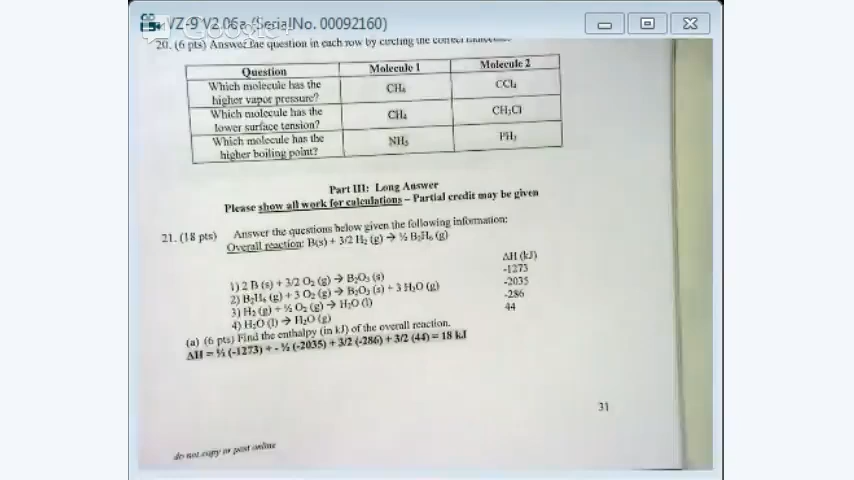 VZ-9 V2.06a (SerialNo. 00092160)
Google+
20. (6 pts) Answer the question in each row by circling the correct molecule.
Question Molecule 1 Molecule 2
Which molecule has the higher vapor pressure? CH₄ CCl₄
Which molecule has the lower surface tension? CH₄ CH₃Cl
Which molecule has the higher boiling point? NH₃ PH₃
Part III: Long Answer
Please show all work for calculations – Partial credit may be given
21. (18 pts) Answer the questions below given the following information:
Overall reaction: B(s) + 3/2 H₂ (g) → ½ B₂H₆ (g)
ΔH (kJ)
1) 2 B (s) + 3/2 O₂ (g) → B₂O₃ (s) -1273
2) B₂H₆ (g) + 3 O₂ (g) → B₂O₃ (s) + 3 H₂O (g) -2035
3) H₂ (g) + ½ O₂ (g) → H₂O (l) -286
4) H₂O (l) → H₂O (g) 44
(a) (6 pts) Find the enthalpy (in kJ) of the overall reaction.
ΔH = ½ (-1273) + - ½ (-2035) + 3/2 (-286) + 3/2 (44) = 18 kJ
31
do not copy or post online